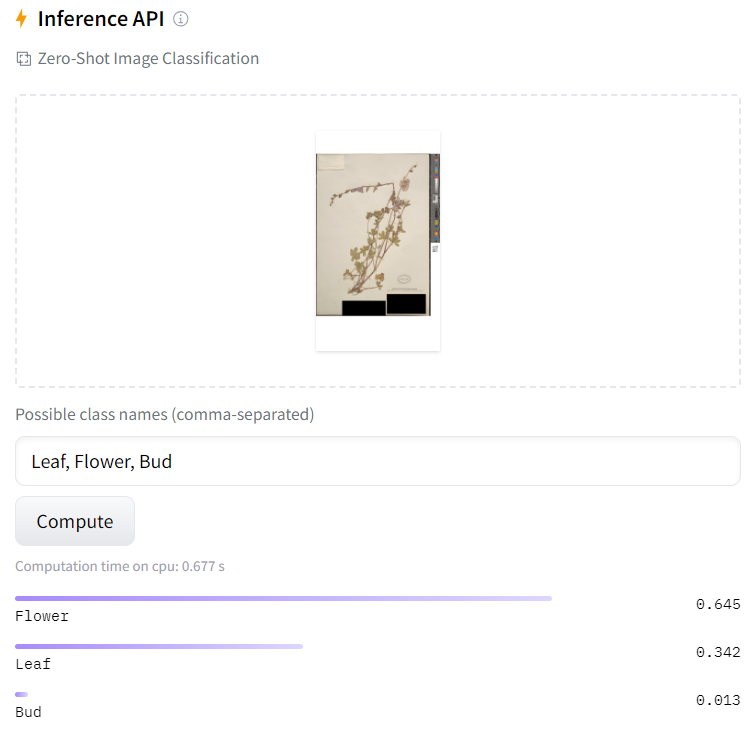 Inference API
Zero-Shot Image Classification
Possible class names (comma-separated)
Leaf, Flower, Bud
Compute
Computation time on cpu: 0.677 s
Flower 0.645
Leaf 0.342
Bud 0.013